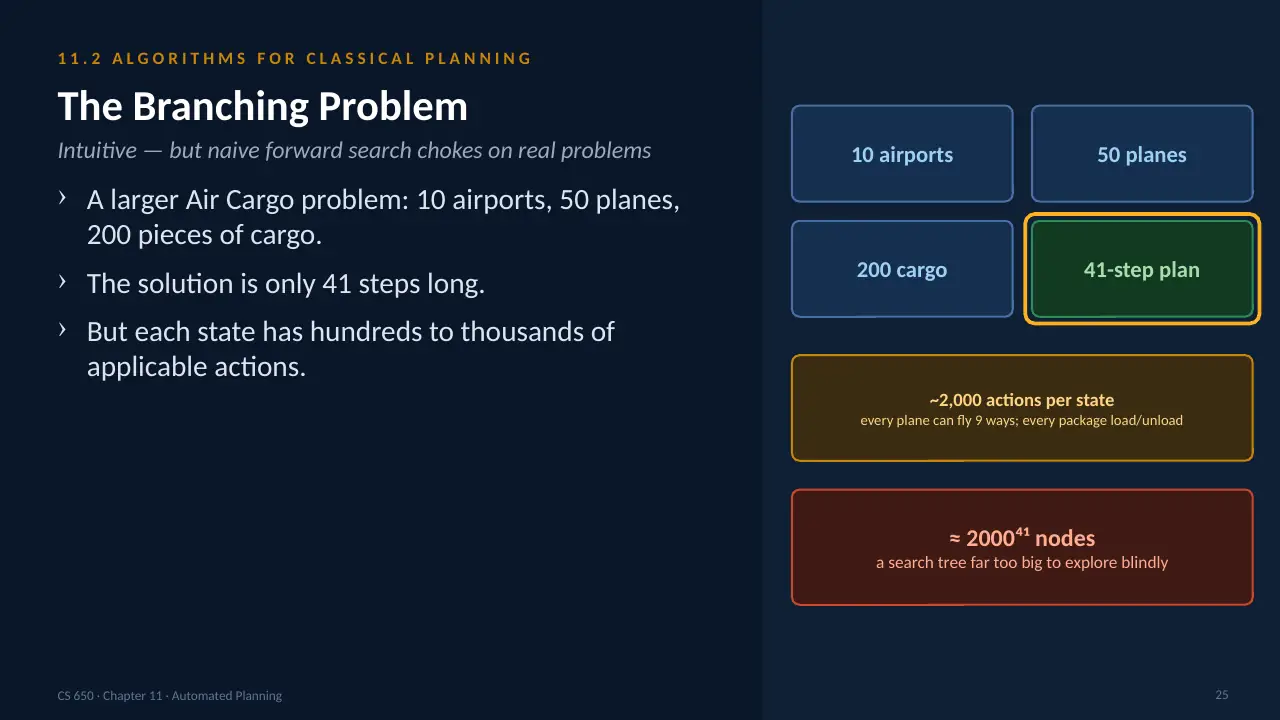 11.2 ALGORITHMS FOR CLASSICAL PLANNING
The Branching Problem
Intuitive — but naive forward search chokes on real problems
› A larger Air Cargo problem: 10 airports, 50 planes,
200 pieces of cargo.
› The solution is only 41 steps long.
› But each state has hundreds to thousands of
applicable actions.
10 airports
50 planes
200 cargo
41-step plan
~2,000 actions per state
every plane can fly 9 ways; every package load/unload
≈ 2000⁴¹ nodes
a search tree far too big to explore blindly
CS 650 · Chapter 11 · Automated Planning
25